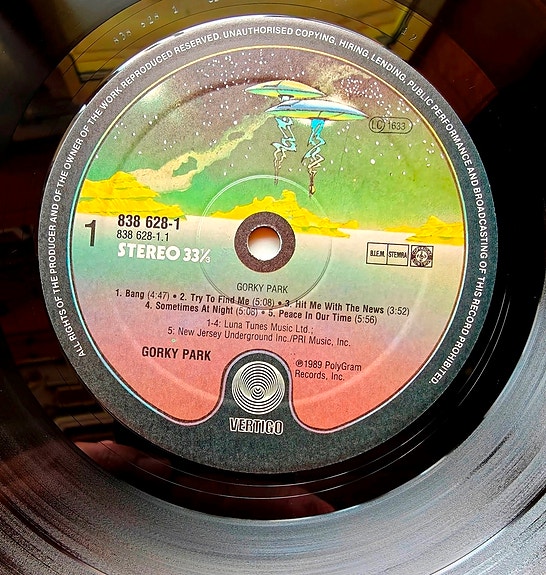 ALL RIGHTS OF THE PRODUCER AND OF THE OWNER OF THE WORK REPRODUCED RESERVED. UNAUTHORISED COPYING, HIRING, LENDING, PUBLIC PERFORMANCE AND BROADCASTING OF THIS RECORD PROHIBITED.
LC 1633
1
838 628-1
838 628-1.1
STEREO 33⅓
B.I.E.M. STEMRA
GORKY PARK
1. Bang (4:47) • 2. Try To Find Me (5:08) • 3. Hit Me With The News (3:52)
4. Sometimes At Night (5:08) • 5. Peace In Our Time (5:56)
1-4: Luna Tunes Music Ltd.;
5: New Jersey Underground Inc./PRI Music, Inc.
GORKY PARK
℗1989 PolyGram
Records, Inc.
VERTIGO